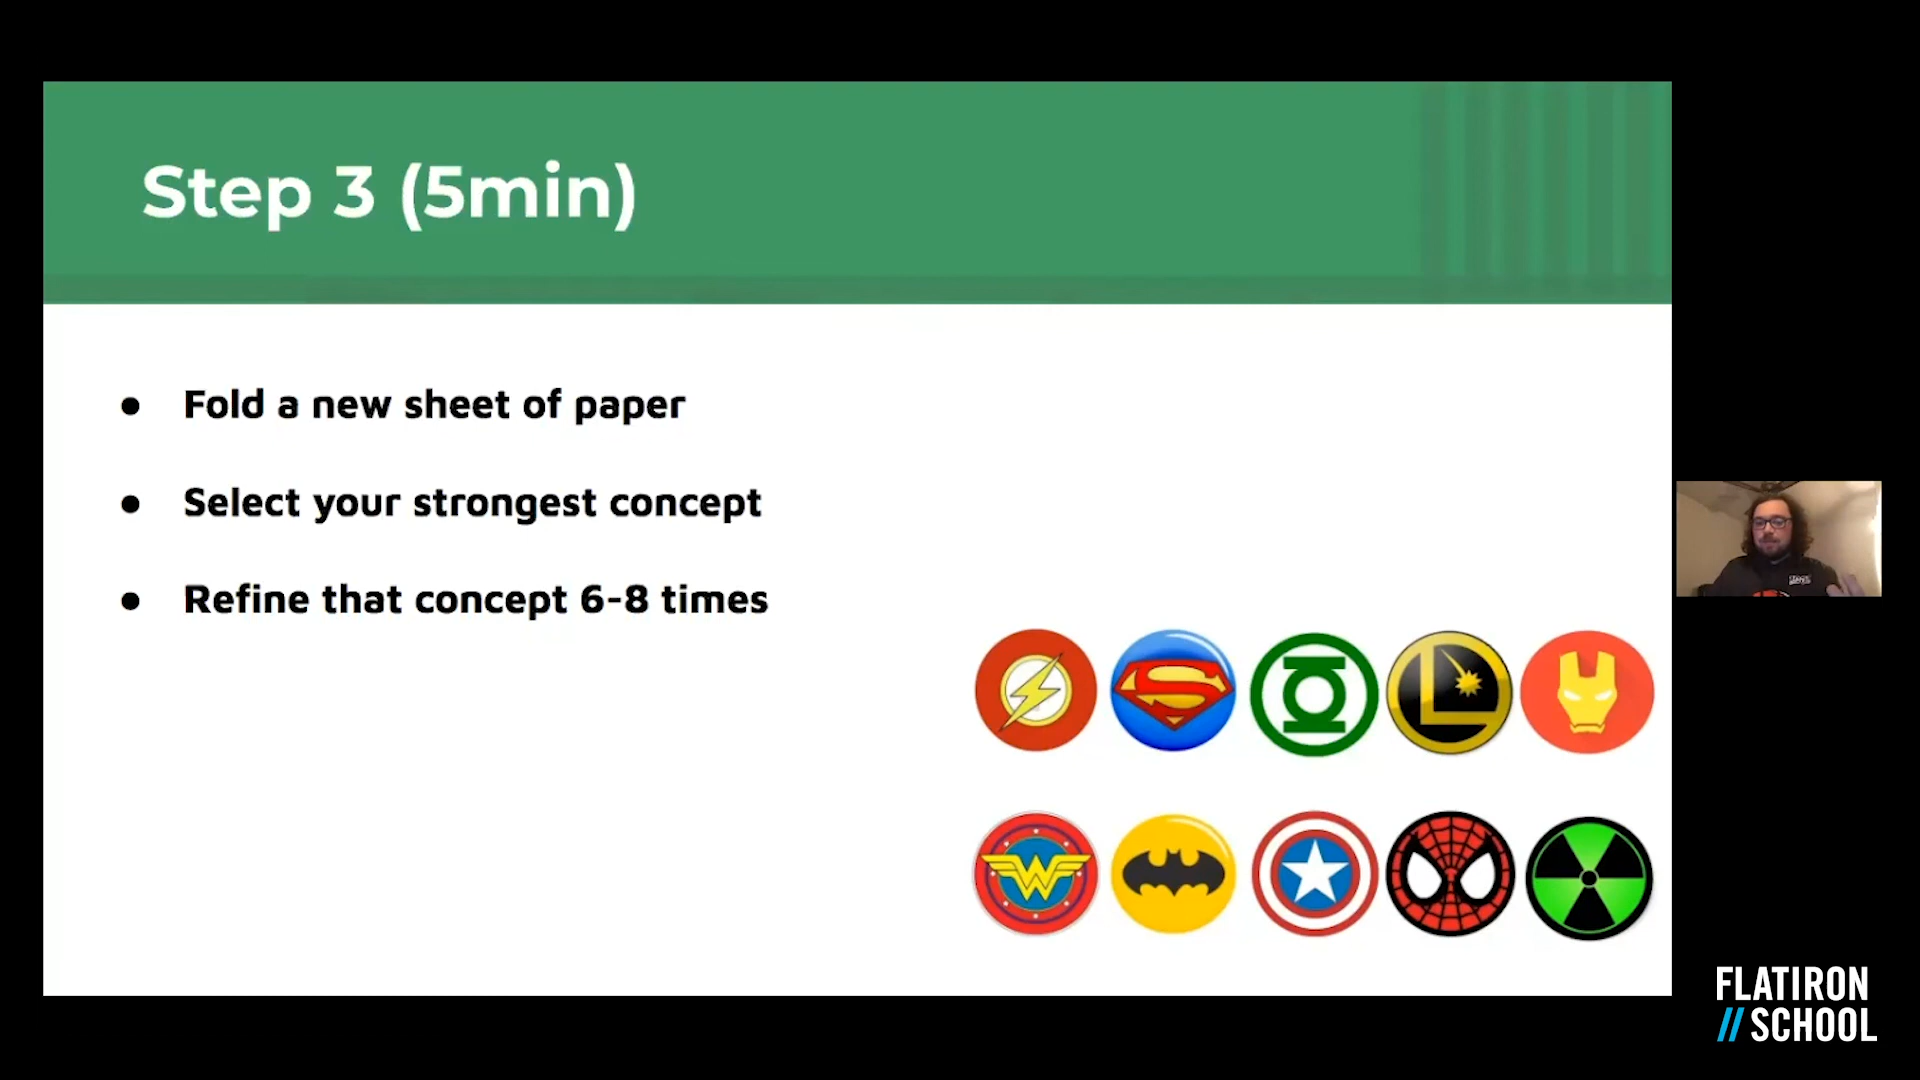 Step 3 (5min)
● Fold a new sheet of paper
● Select your strongest concept
● Refine that concept 6-8 times
FLATIRON
// SCHOOL